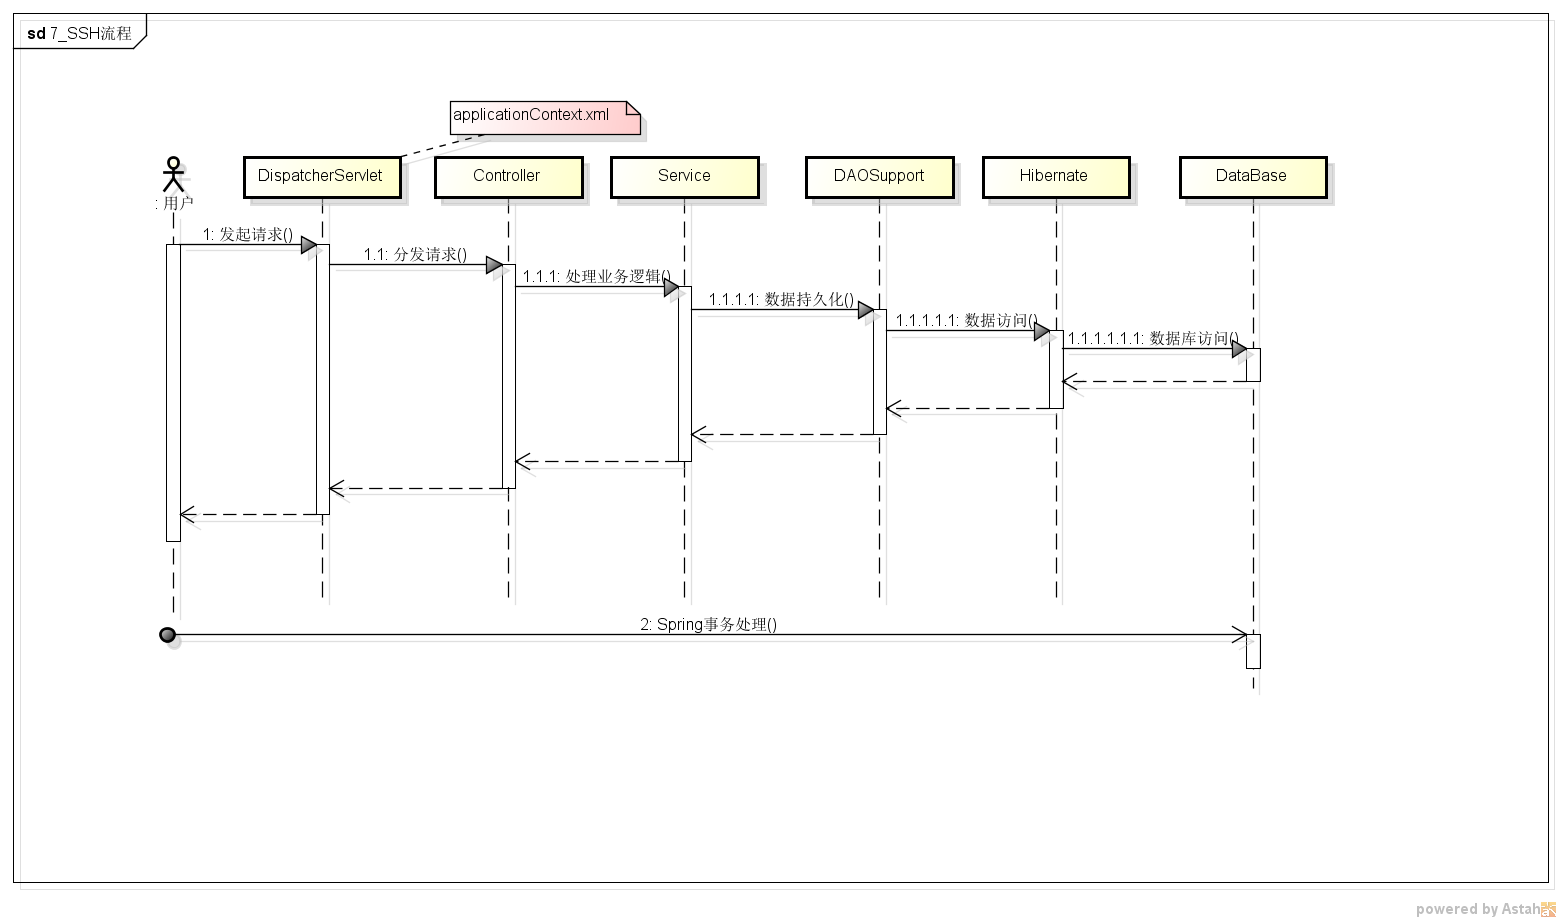 sd 7_SSH流程
applicationContext.xml
: 用户
DispatcherServlet
Controller
Service
DAOSupport
Hibernate
DataBase
1: 发起请求()
1.1: 分发请求()
1.1.1: 处理业务逻辑()
1.1.1.1: 数据持久化()
1.1.1.1.1: 数据访问()
1.1.1.1.1.1: 数据库访问()
2: Spring事务处理()
powered by Astah